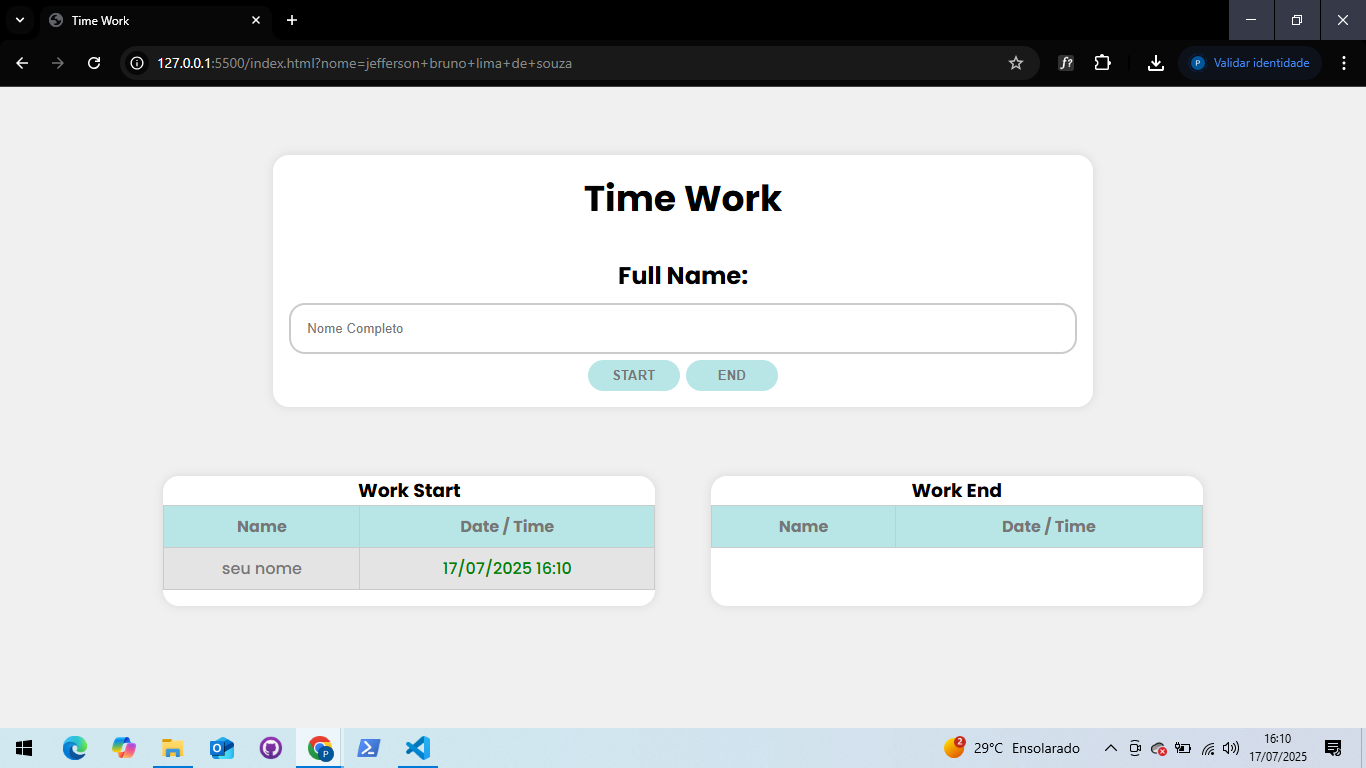 Time Work
127.0.0.1:5500/index.html?nome=jefferson+bruno+lima+de+souza
f?
P Validar identidade
Time Work
Full Name:
Nome Completo
START END
Work Start
Name Date / Time
seu nome 17/07/2025 16:10
Work End
Name Date / Time
2 29°C Ensolarado
16:10
17/07/2025